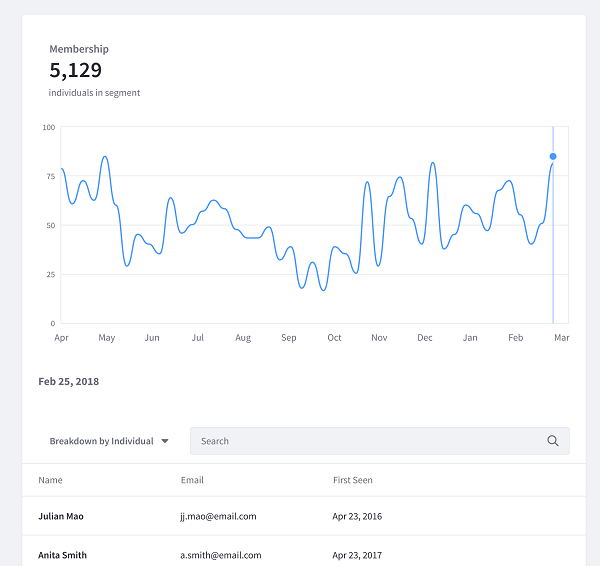 Membership
5,129
individuals in segment
100
75
50
25
0
Apr May Jun Jul Aug Sep Oct Nov Dec Jan Feb Mar
Feb 25, 2018
Breakdown by Individual
Search
Name Email First Seen
Julian Mao jj.mao@email.com Apr 23, 2016
Anita Smith a.smith@email.com Apr 23, 2017